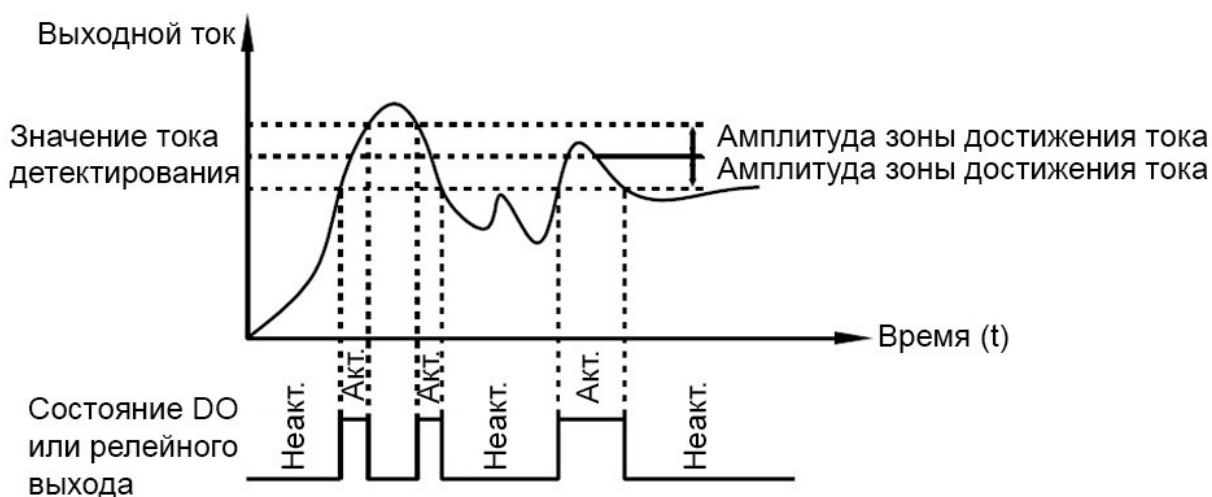 Выходной ток
Значение тока
детектирования
Амплитуда зоны достижения тока
Амплитуда зоны достижения тока
Время (t)
Состояние DO
или релейного
выхода
Неакт.
Акт.
Акт.
Неакт.
Акт.
Неакт.